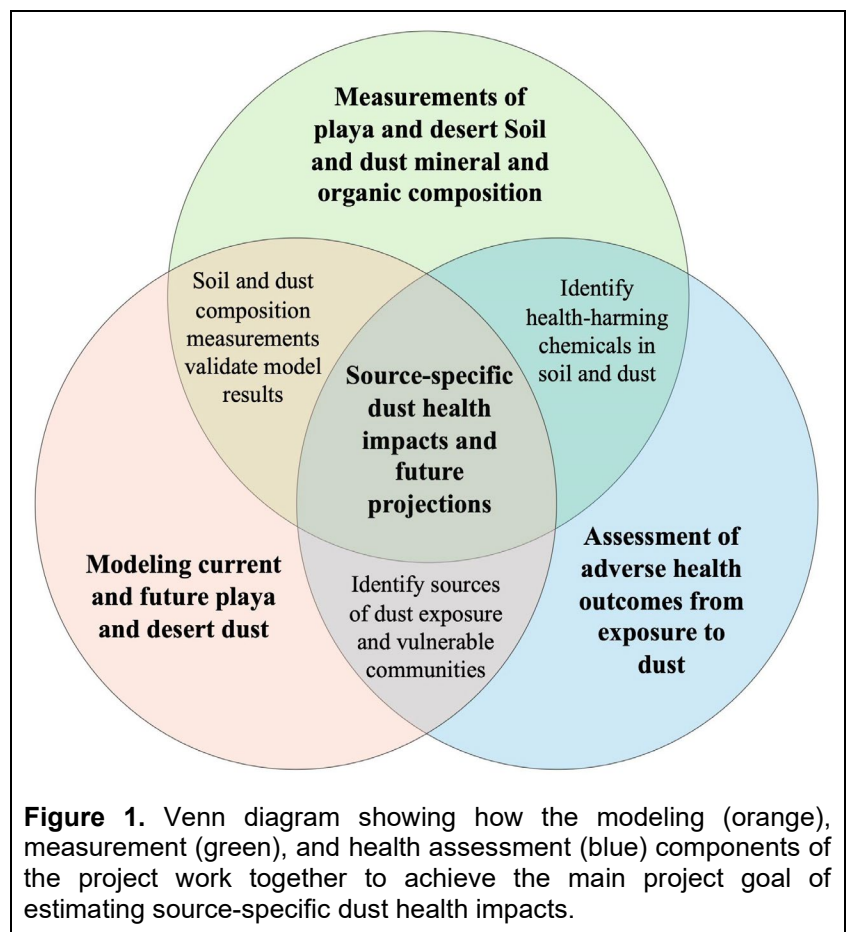 Measurements of
playa and desert Soil
and dust mineral and
organic composition
Soil and dust
composition
measurements
validate model
results
Identify
health-harming
chemicals in
soil and dust
Source-specific
dust health
impacts and
future
projections
Modeling current
and future playa
and desert dust
Identify sources
of dust exposure
and vulnerable
communities
Assessment of
adverse health
outcomes from
exposure to
dust
Figure 1. Venn diagram showing how the modeling (orange),
measurement (green), and health assessment (blue) components of
the project work together to achieve the main project goal of
estimating source-specific dust health impacts.